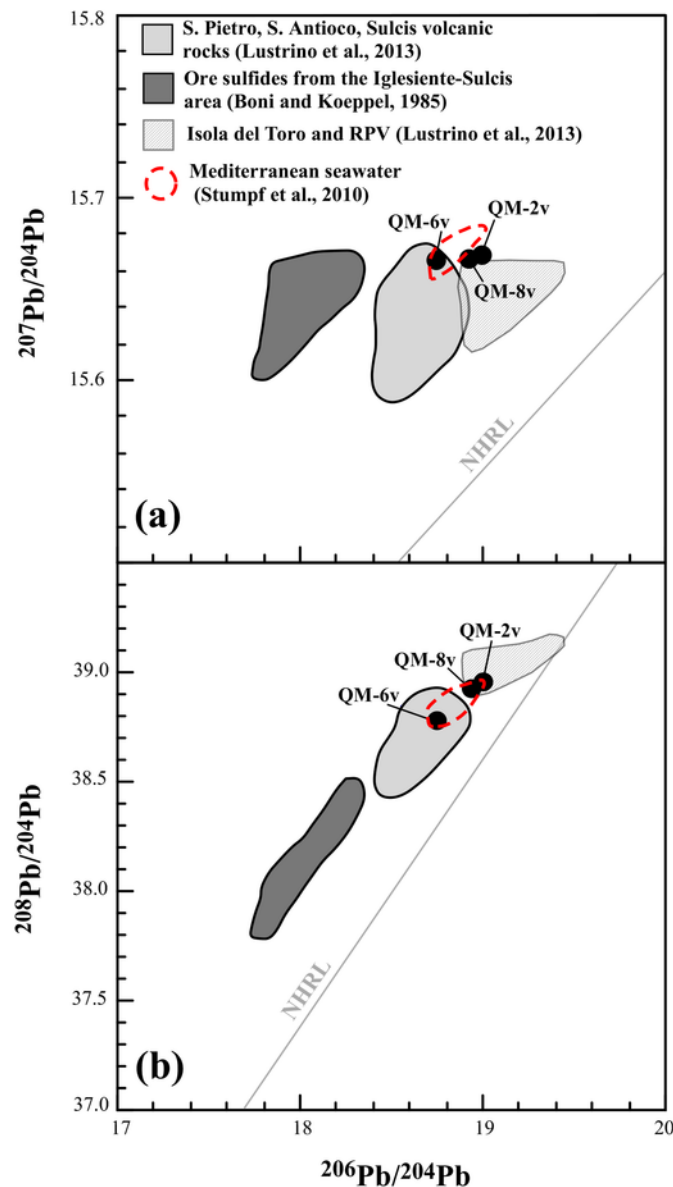 15.8
S. Pietro, S. Antioco, Sulcis volcanic
rocks (Lustrino et al., 2013)
Ore sulfides from the Iglesiente-Sulcis
area (Boni and Koeppel, 1985)
Isola del Toro and RPV (Lustrino et al., 2013)
Mediterranean seawater
(Stumpf et al., 2010)
QM-6v
QM-2v
QM-8v
15.7
15.6
207Pb/204Pb
NHRL
(a)
QM-2v
QM-8v
QM-6v
39.0
38.5
38.0
37.5
37.0
208Pb/204Pb
NHRL
(b)
17
18
19
20
206Pb/204Pb